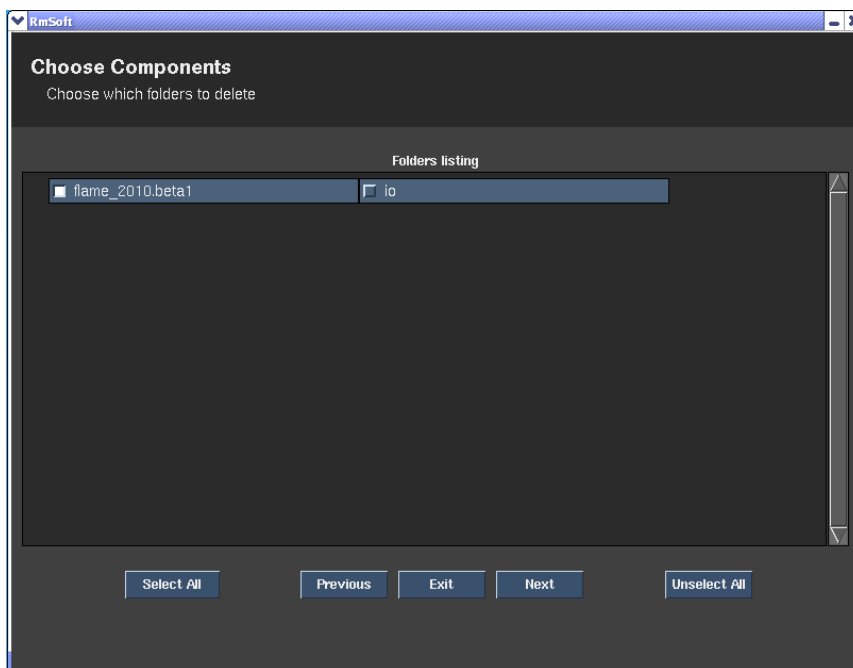 RmSoft
Choose Components
Choose which folders to delete
Folders listing
flame_2010.beta1 io
Select All Previous Exit Next Unselect All